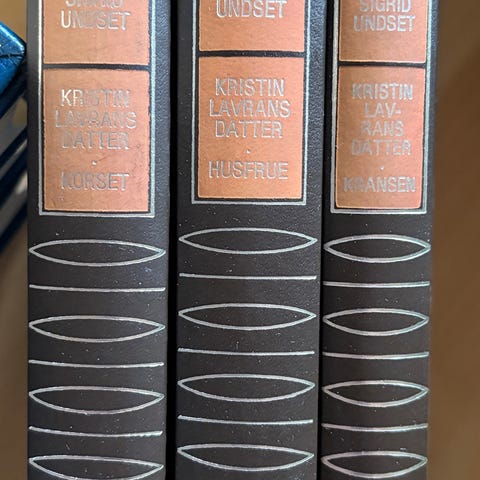 SIGRID
UNDSET
KRISTIN
LAVRANS
DATTER
·
KORSET
UNDSET
KRISTIN
LAVRANS
DATTER
·
HUSFRUE
SIGRID
UNDSET
KRISTIN
LAV-
RANS
DATTER
·
KRANSEN